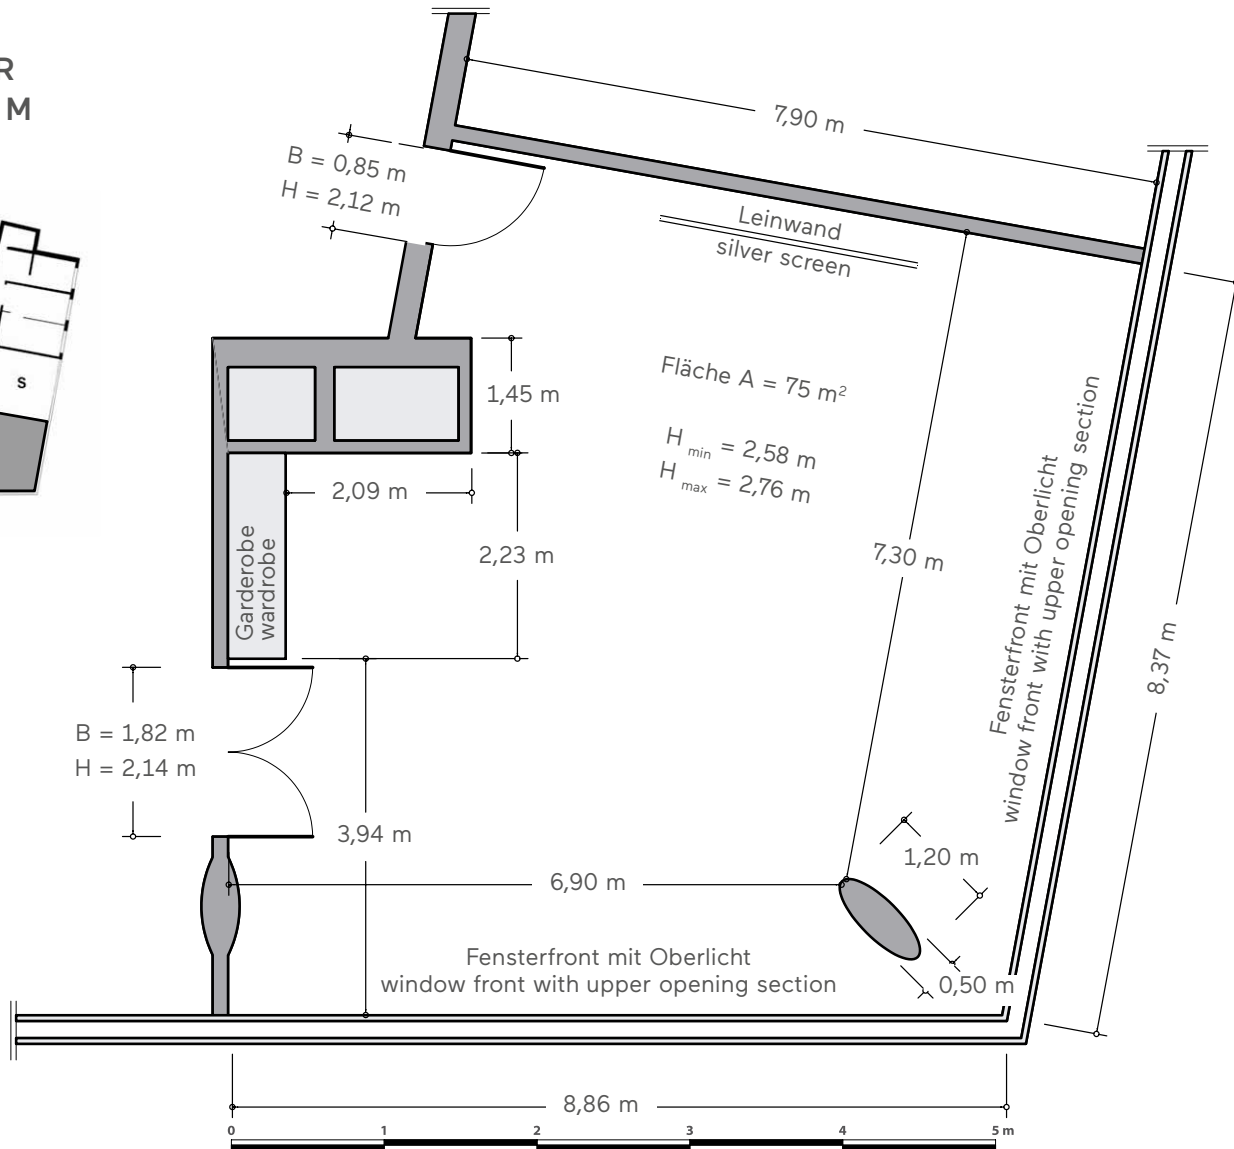 R
M
7,90 m
B = 0,85 m
H = 2,12 m
Leinwand
silver screen
S
Fläche A = 75 m²
1,45 m
H min = 2,58 m
H max = 2,76 m
2,09 m
2,23 m
7,30 m
Garderobe
wardrobe
Fensterfront mit Oberlicht
window front with upper opening section
8,37 m
B = 1,82 m
H = 2,14 m
3,94 m
1,20 m
6,90 m
Fensterfront mit Oberlicht
window front with upper opening section
0,50 m
8,86 m
0 1 2 3 4 5 m